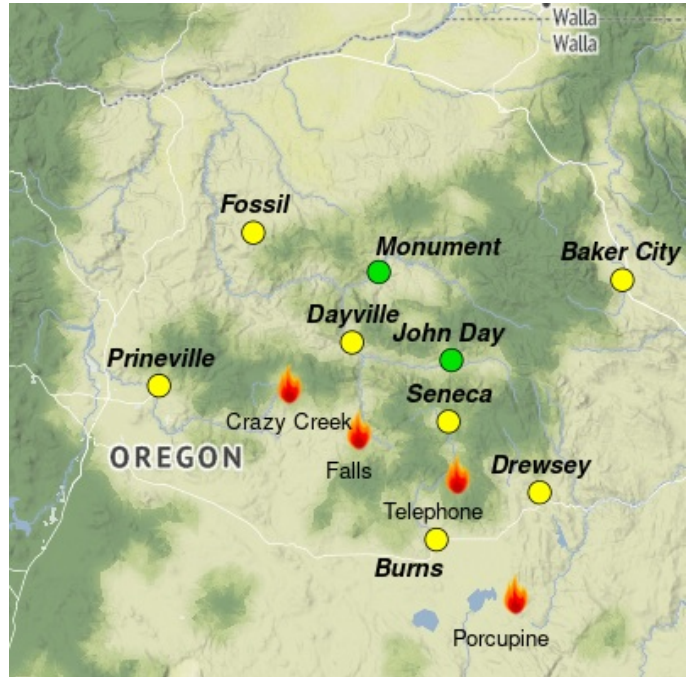 Walla
Walla
Fossil
Monument
Baker City
Dayville
John Day
Prineville
Seneca
Crazy Creek
OREGON
Falls
Drewsey
Telephone
Burns
Porcupine